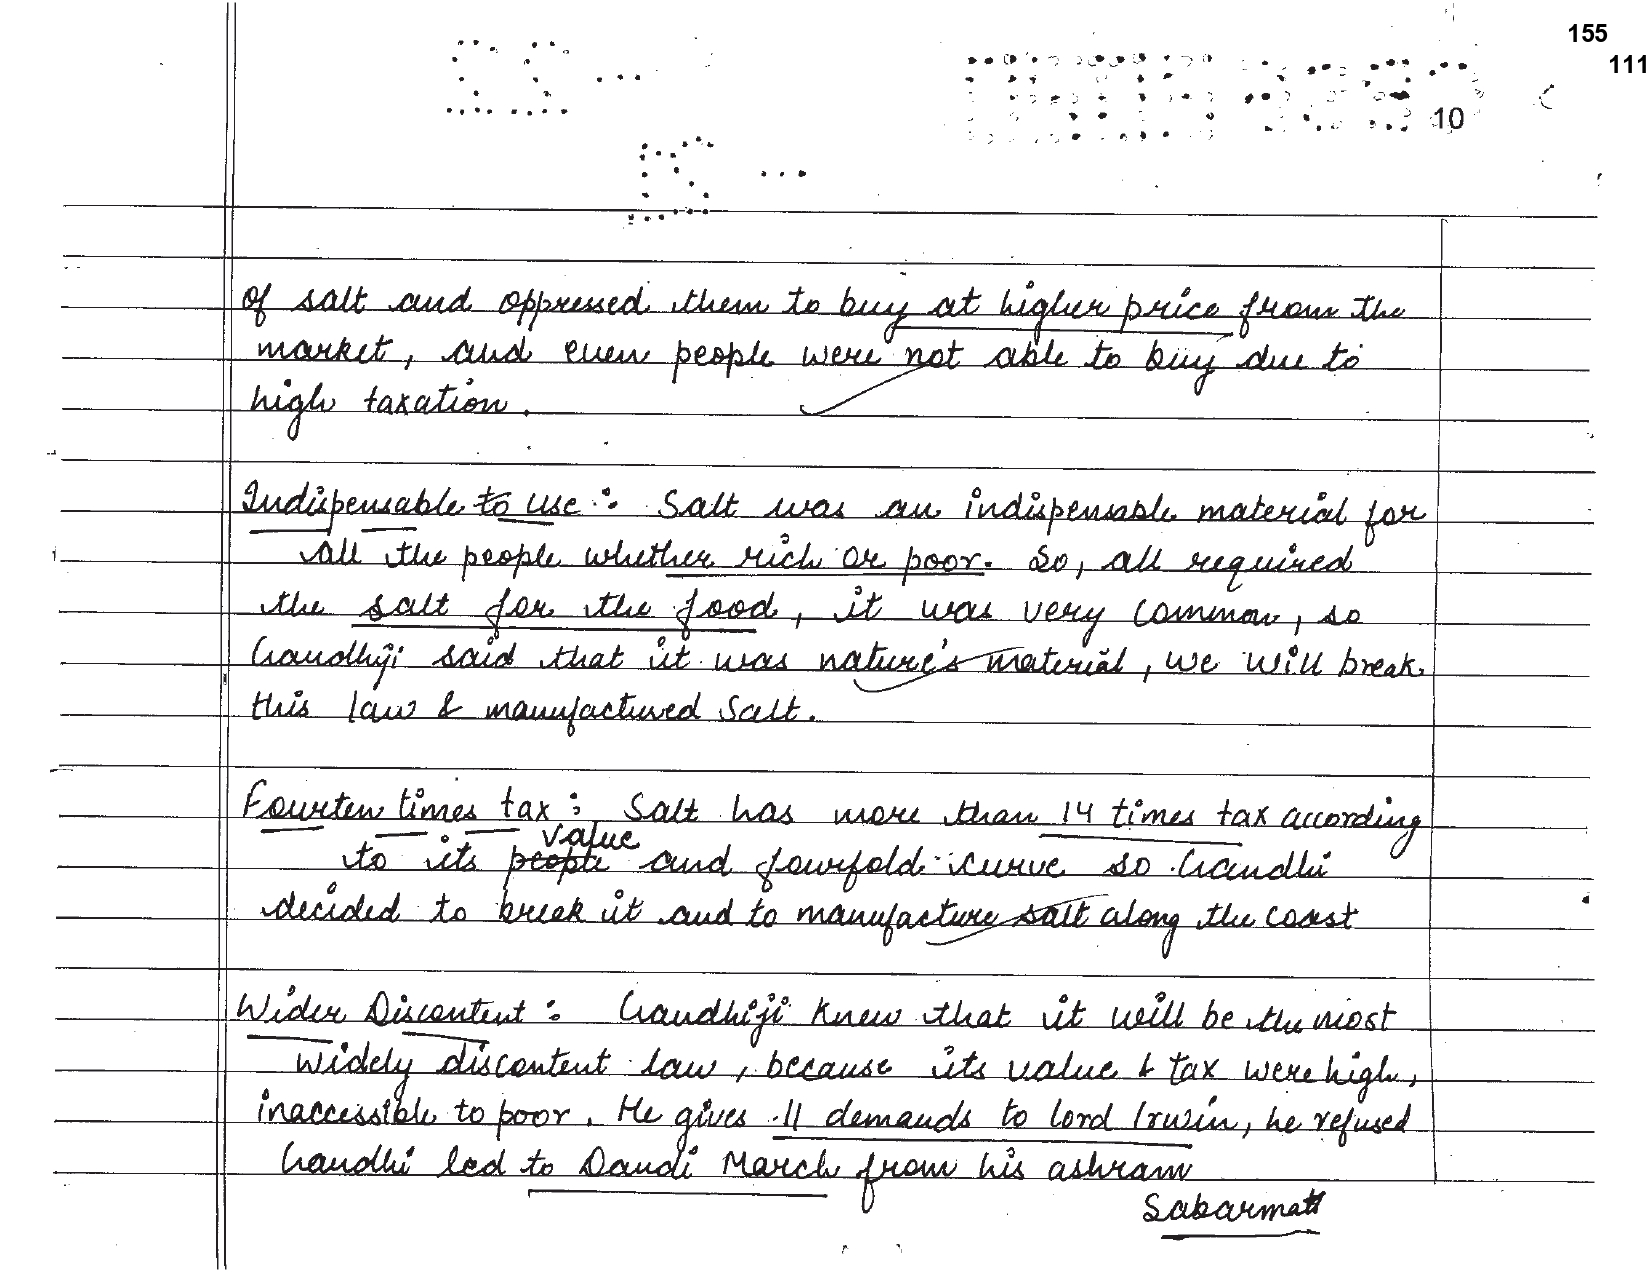 155
111
10
of salt and oppressed them to buy at higher price from the
market, and even people were not able to buy due to
high taxation.
Indispensable to use : Salt was an indispensable material for
all the people whether rich or poor. So, all required
the salt for the food, it was very common, so
Gandhiji said that it was nature's material, we will break
this law & manufactured salt.
Fourten times tax : Salt has more than 14 times tax according
value
to its people and fourfold curve so Gandhi
decided to break it and to manufacture salt along the coast
Wider Discontent : Gandhiji knew that it will be the most
widely discontent law, because its value & tax were high,
inaccessible to poor. He gives 11 demands to lord Irwin, he refused
Gandhi led to Dandi March from his ashram
Sabarmati